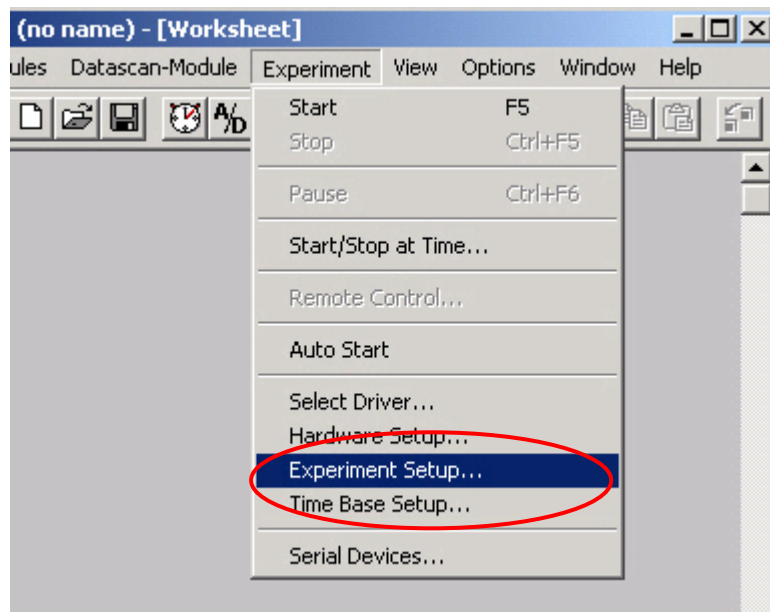 (no name) - [Worksheet]
ules Datascan-Module Experiment View Options Window Help
A/D
Start F5
Stop Ctrl+F5
Pause Ctrl+F6
Start/Stop at Time...
Remote Control...
Auto Start
Select Driver...
Hardware Setup...
Experiment Setup...
Time Base Setup...
Serial Devices...